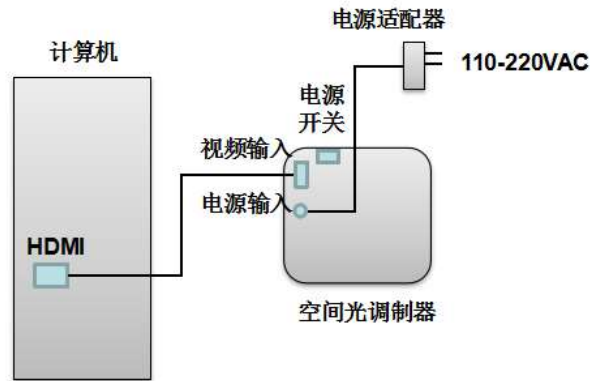 电源适配器
计算机
110-220VAC
电源
开关
视频输入
电源输入
HDMI
空间光调制器